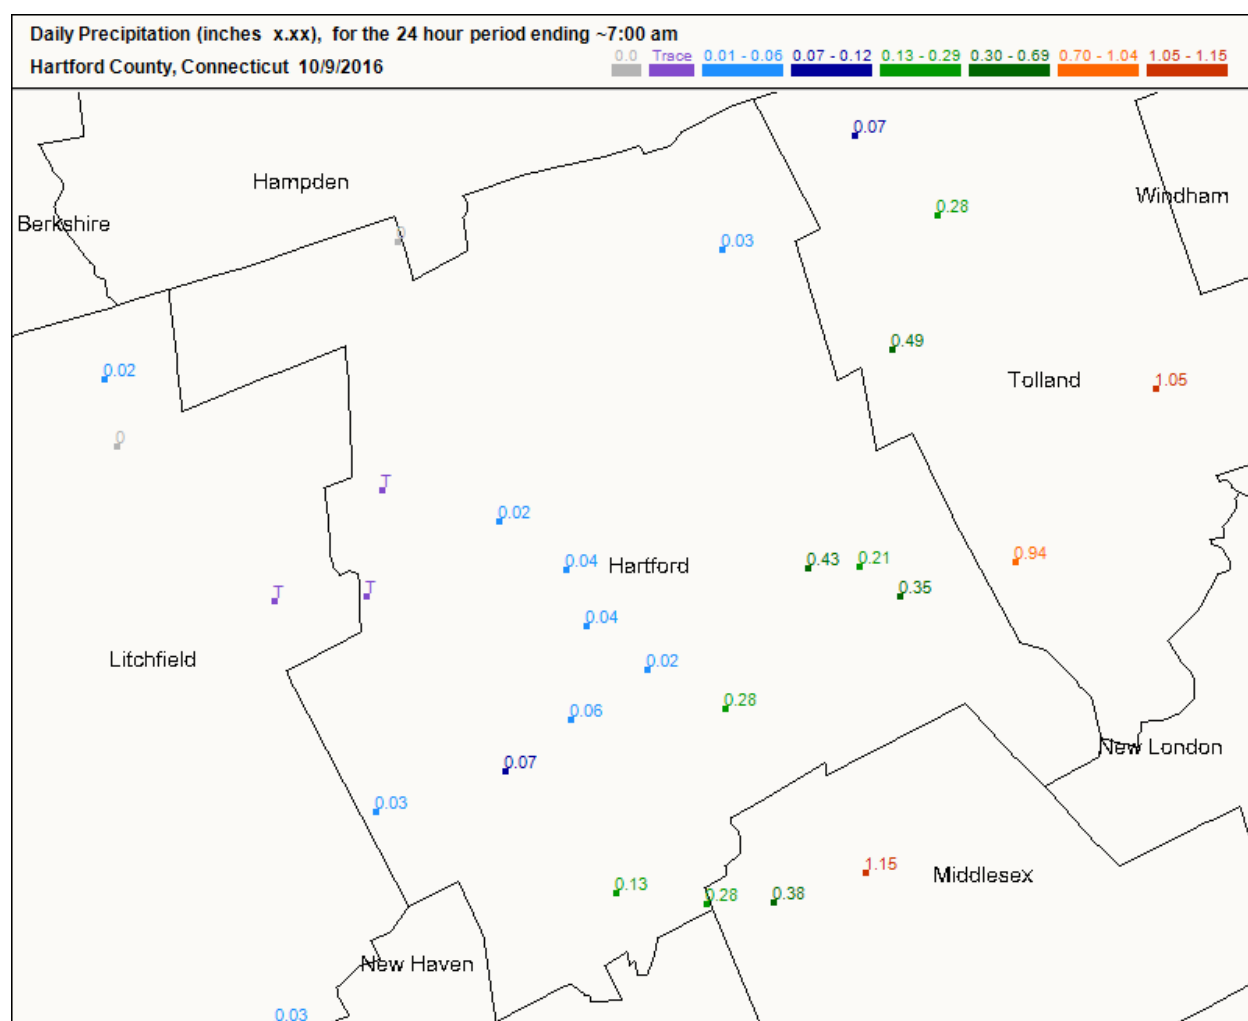 Daily Precipitation (inches  x.xx),  for the 24 hour period ending ~7:00 am
Hartford County, Connecticut  10/9/2016
0.0 Trace 0.01 - 0.06 0.07 - 0.12 0.13 - 0.29 0.30 - 0.69 0.70 - 1.04 1.05 - 1.15
0.07
Hampden
Windham
0.28
Berkshire
0
0.03
0.49
0.02
Tolland
1.05
0
T
0.02
0.94
0.04
Hartford
0.43
0.21
0.35
T
T
0.04
Litchfield
0.02
0.28
0.06
New London
0.07
0.03
1.15
Middlesex
0.13
0.28
0.38
New Haven
0.03